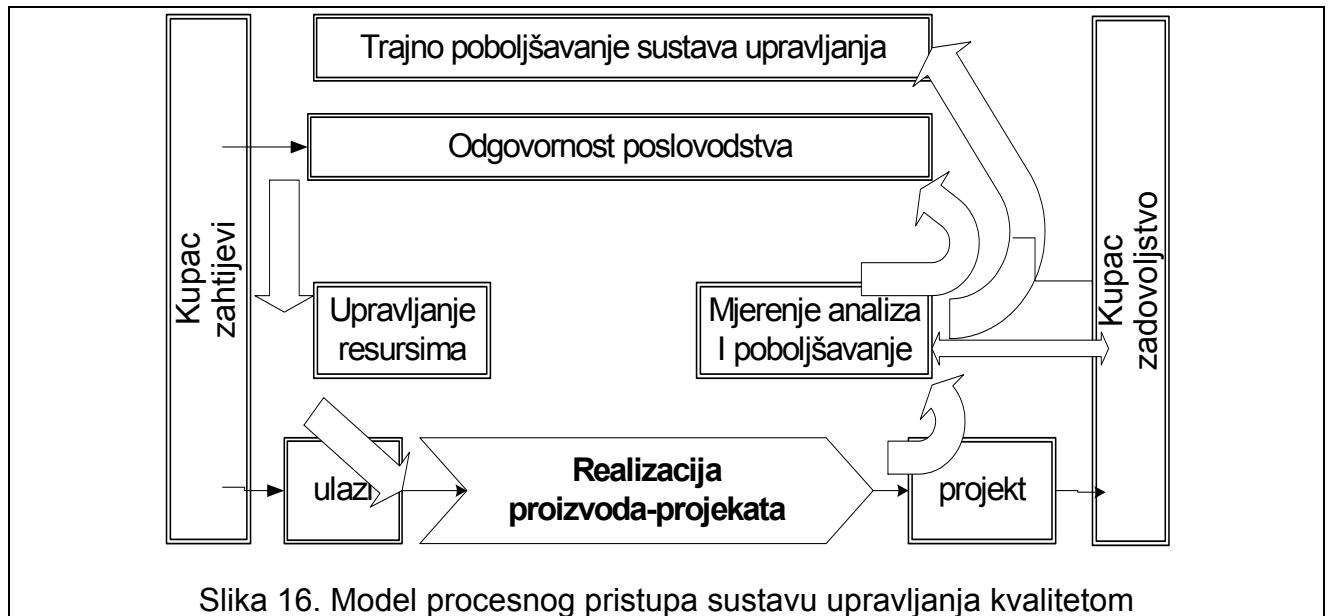 Trajno poboljšavanje sustava upravljanja
Odgovornost poslovodstva
Kupac
zahtijevi
Upravljanje
resursima
Mjerenje analiza
I poboljšavanje
Kupac
zadovoljstvo
ulazi
Realizacija
proizvoda-projekata
projekt
Slika 16. Model procesnog pristupa sustavu upravljanja kvalitetom